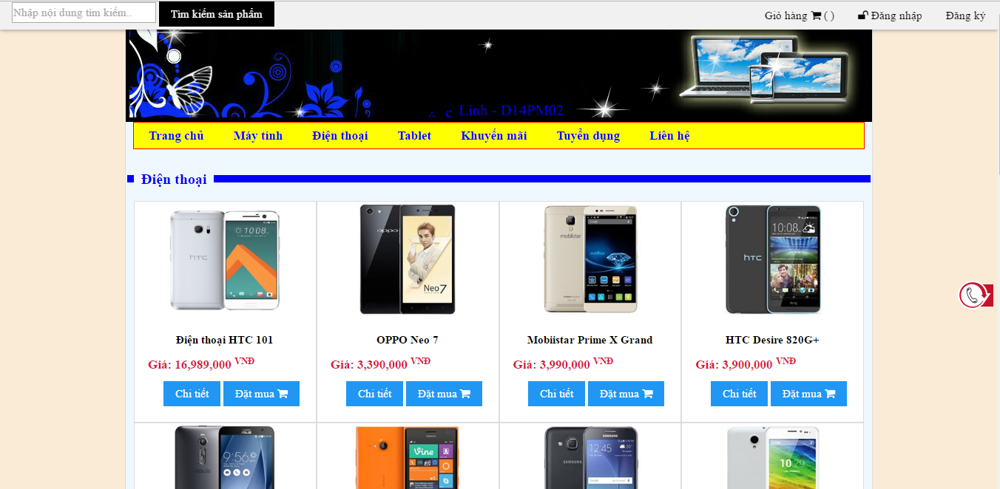 Nhập nội dung tìm kiếm..
Tìm kiếm sản phẩm
Giỏ hàng ( )
Đăng nhập
Đăng ký
Linh - D14PM02
Trang chủ
Máy tính
Điện thoại
Tablet
Khuyến mãi
Tuyển dụng
Liên hệ
Điện thoại
hTC
10:08
oppo
Neo 7
mobiistar
hTC
10:08
hTC
Điện thoại HTC 101
OPPO Neo 7
Mobiistar Prime X Grand
HTC Desire 820G+
Giá: 16,989,000 VNĐ
Giá: 3,390,000 VNĐ
Giá: 3,990,000 VNĐ
Giá: 3,900,000 VNĐ
Chi tiết
Đặt mua
Chi tiết
Đặt mua
Chi tiết
Đặt mua
Chi tiết
Đặt mua
ASUS
9:56
Vine
SAMSUNG
SAMSUNG
12:45
10:29